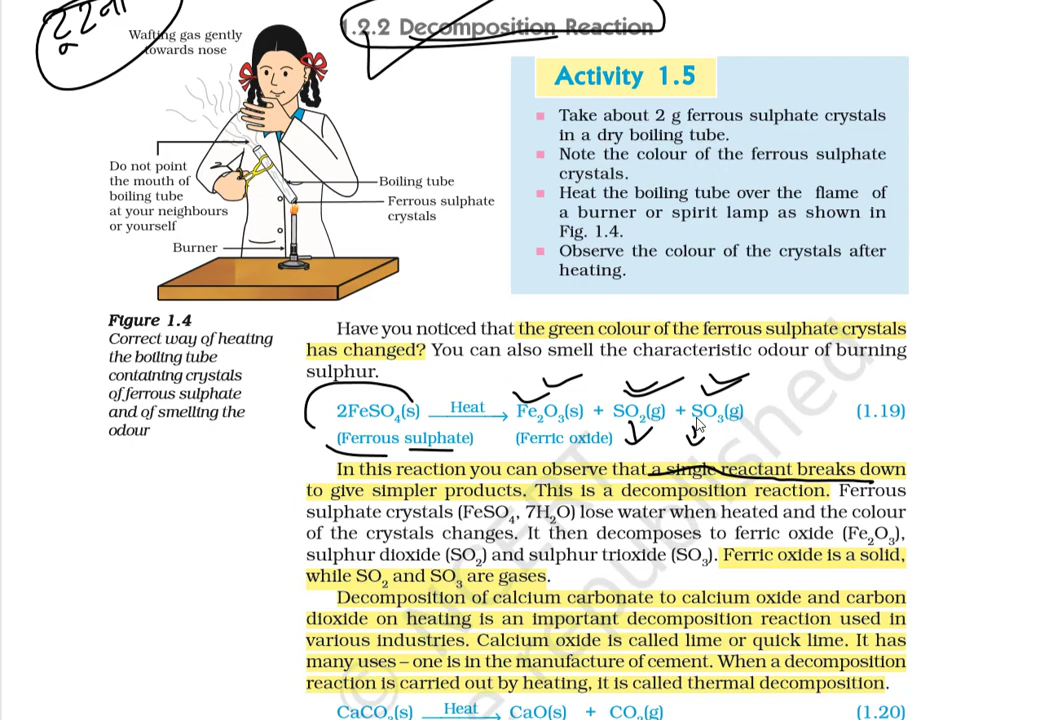 1.2.2 Decomposition Reaction
Wafting gas gently
towards nose
Do not point
the mouth of
boiling tube
at your neighbours
or yourself
Burner
Boiling tube
Ferrous sulphate
crystals
Figure 1.4
Correct way of heating
the boiling tube
containing crystals
of ferrous sulphate
and of smelling the
odour
Activity 1.5
Take about 2 g ferrous sulphate crystals
in a dry boiling tube.
Note the colour of the ferrous sulphate
crystals.
Heat the boiling tube over the flame of
a burner or spirit lamp as shown in
Fig. 1.4.
Observe the colour of the crystals after
heating.
Have you noticed that the green colour of the ferrous sulphate crystals
has changed? You can also smell the characteristic odour of burning
sulphur.
2FeSO₄(s) Heat → Fe₂O₃(s) + SO₂(g) + SO₃(g) (1.19)
(Ferrous sulphate) (Ferric oxide)
In this reaction you can observe that a single reactant breaks down
to give simpler products. This is a decomposition reaction. Ferrous
sulphate crystals (FeSO₄, 7H₂O) lose water when heated and the colour
of the crystals changes. It then decomposes to ferric oxide (Fe₂O₃),
sulphur dioxide (SO₂) and sulphur trioxide (SO₃). Ferric oxide is a solid,
while SO₂ and SO₃ are gases.
Decomposition of calcium carbonate to calcium oxide and carbon
dioxide on heating is an important decomposition reaction used in
various industries. Calcium oxide is called lime or quick lime. It has
many uses – one is in the manufacture of cement. When a decomposition
reaction is carried out by heating, it is called thermal decomposition.
CaCO₃(s) Heat → CaO(s) + CO₂(g) (1.20)
© NCERT
republished